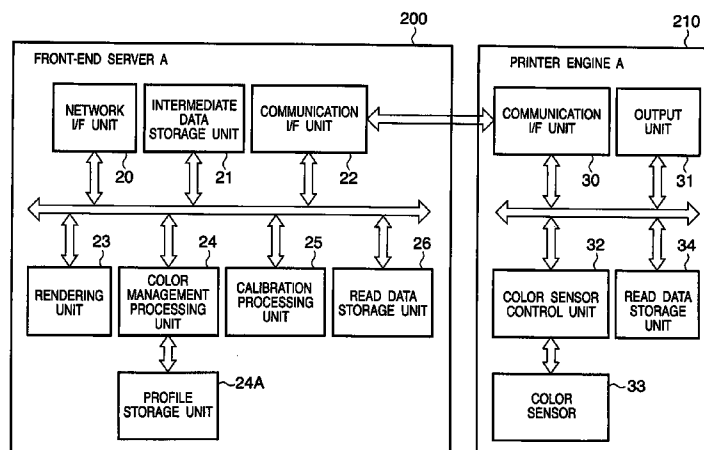 200
210
FRONT-END SERVER A
PRINTER ENGINE A
NETWORK
I/F UNIT
20
INTERMEDIATE
DATA
STORAGE UNIT
21
COMMUNICATION
I/F UNIT
22
COMMUNICATION
I/F UNIT
30
OUTPUT
UNIT
31
23
RENDERING
UNIT
24
COLOR
MANAGEMENT
PROCESSING
UNIT
25
CALIBRATION
PROCESSING
UNIT
26
READ DATA
STORAGE UNIT
32
COLOR SENSOR
CONTROL UNIT
34
READ DATA
STORAGE
UNIT
PROFILE
STORAGE UNIT
24A
COLOR
SENSOR
33